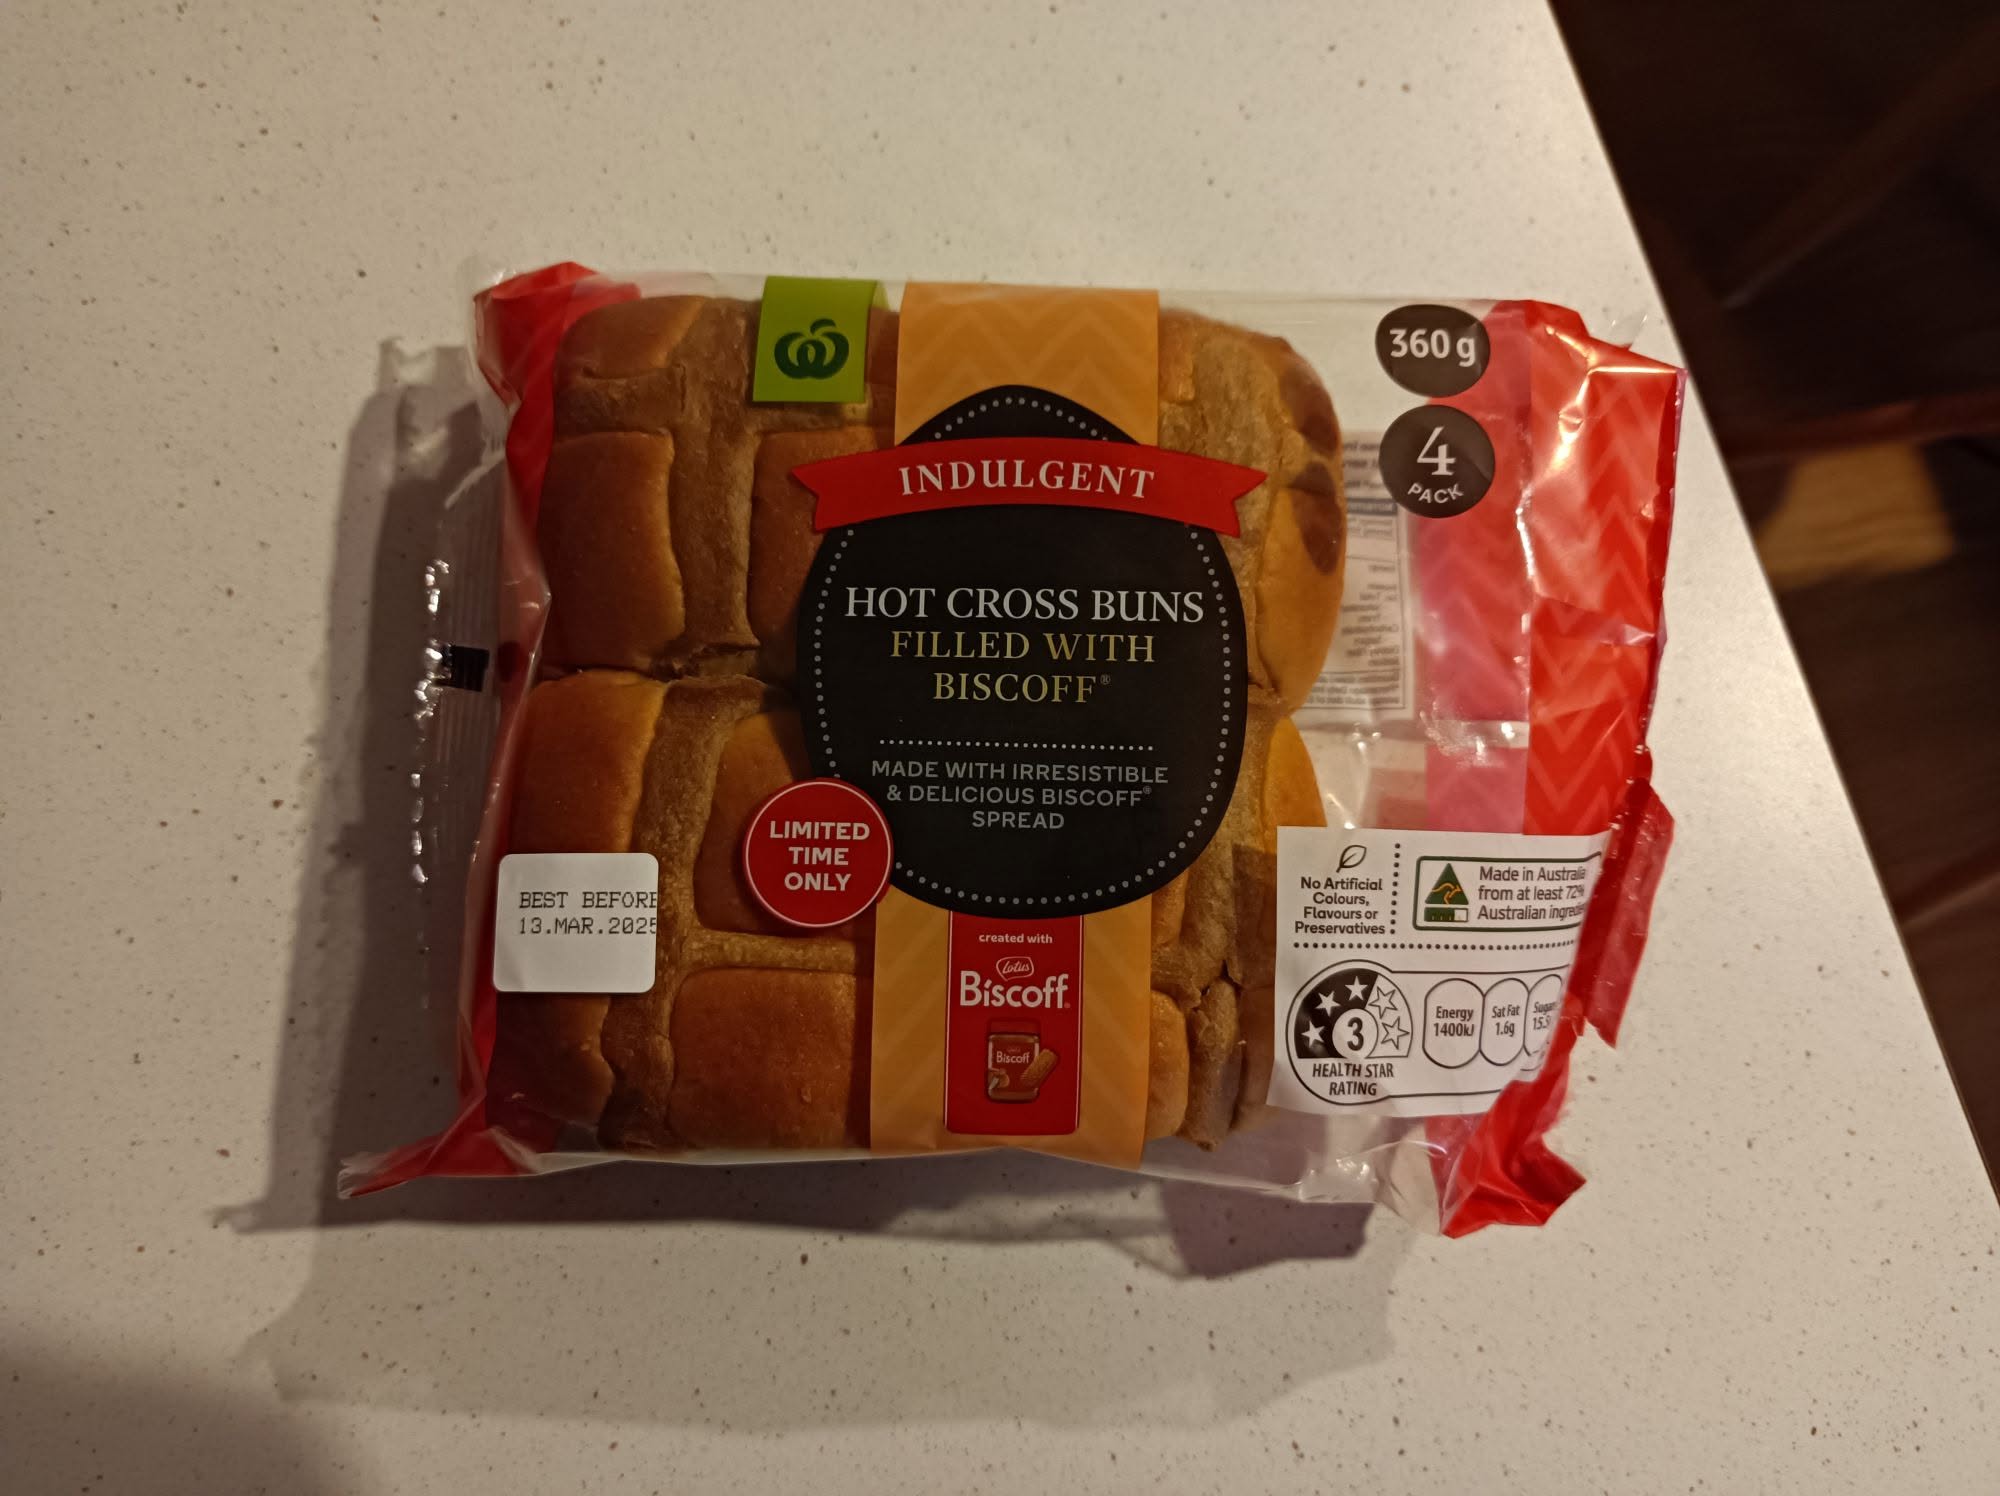 360g
4
PACK
INDULGENT
HOT CROSS BUNS
FILLED WITH
BISCOFF®
MADE WITH IRRESISTIBLE
& DELICIOUS BISCOFF®
SPREAD
LIMITED
TIME
ONLY
BEST BEFORE
13.MAR.2025
created with
Lotus
Biscoff
Biscoff
No Artificial
Colours,
Flavours or
Preservatives
Made in Australia
from at least 72%
Australian
Energy
1400kJ
Sat Fat
1.6g
3
HEALTH STAR
RATING